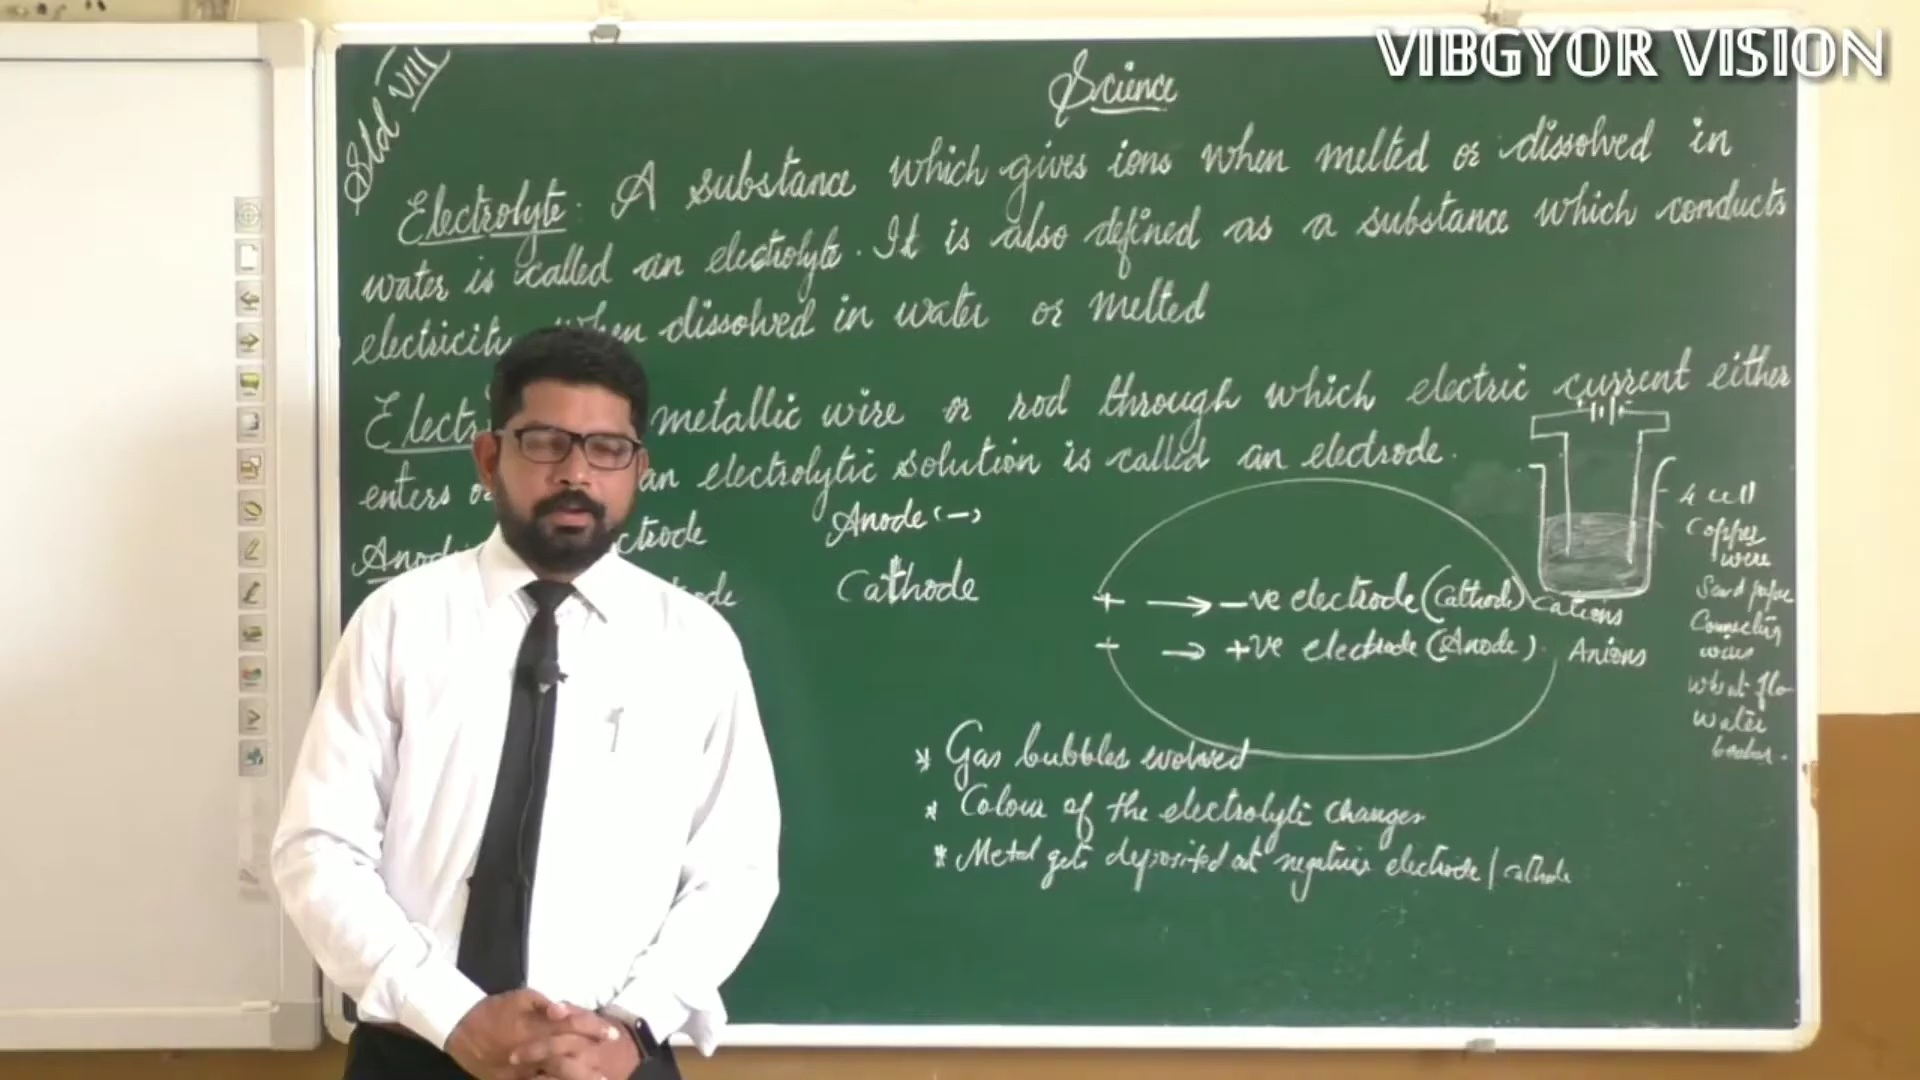 VIBGYOR VISION
Std VIII
Science
Electrolyte: A substance which gives ions when melted or dissolved in
water is called an electrolyte. It is also defined as a substance which conducts
electricity when dissolved in water or melted
Elect metallic wire or rod through which electric current either
enters or an electrolytic solution is called an electrode.
Anod ctrode Anode (-)
ode Cathode
+ → -ve electrode (Cathode) Cations
+ → +ve electrode (Anode). Anions
* Gas bubbles evolved
* Colour of the electrolyte changes
* Metal gets deposited at negative electrode / cathode
4 cell
Copper
wire
Sand paper
Connecting
wires
water